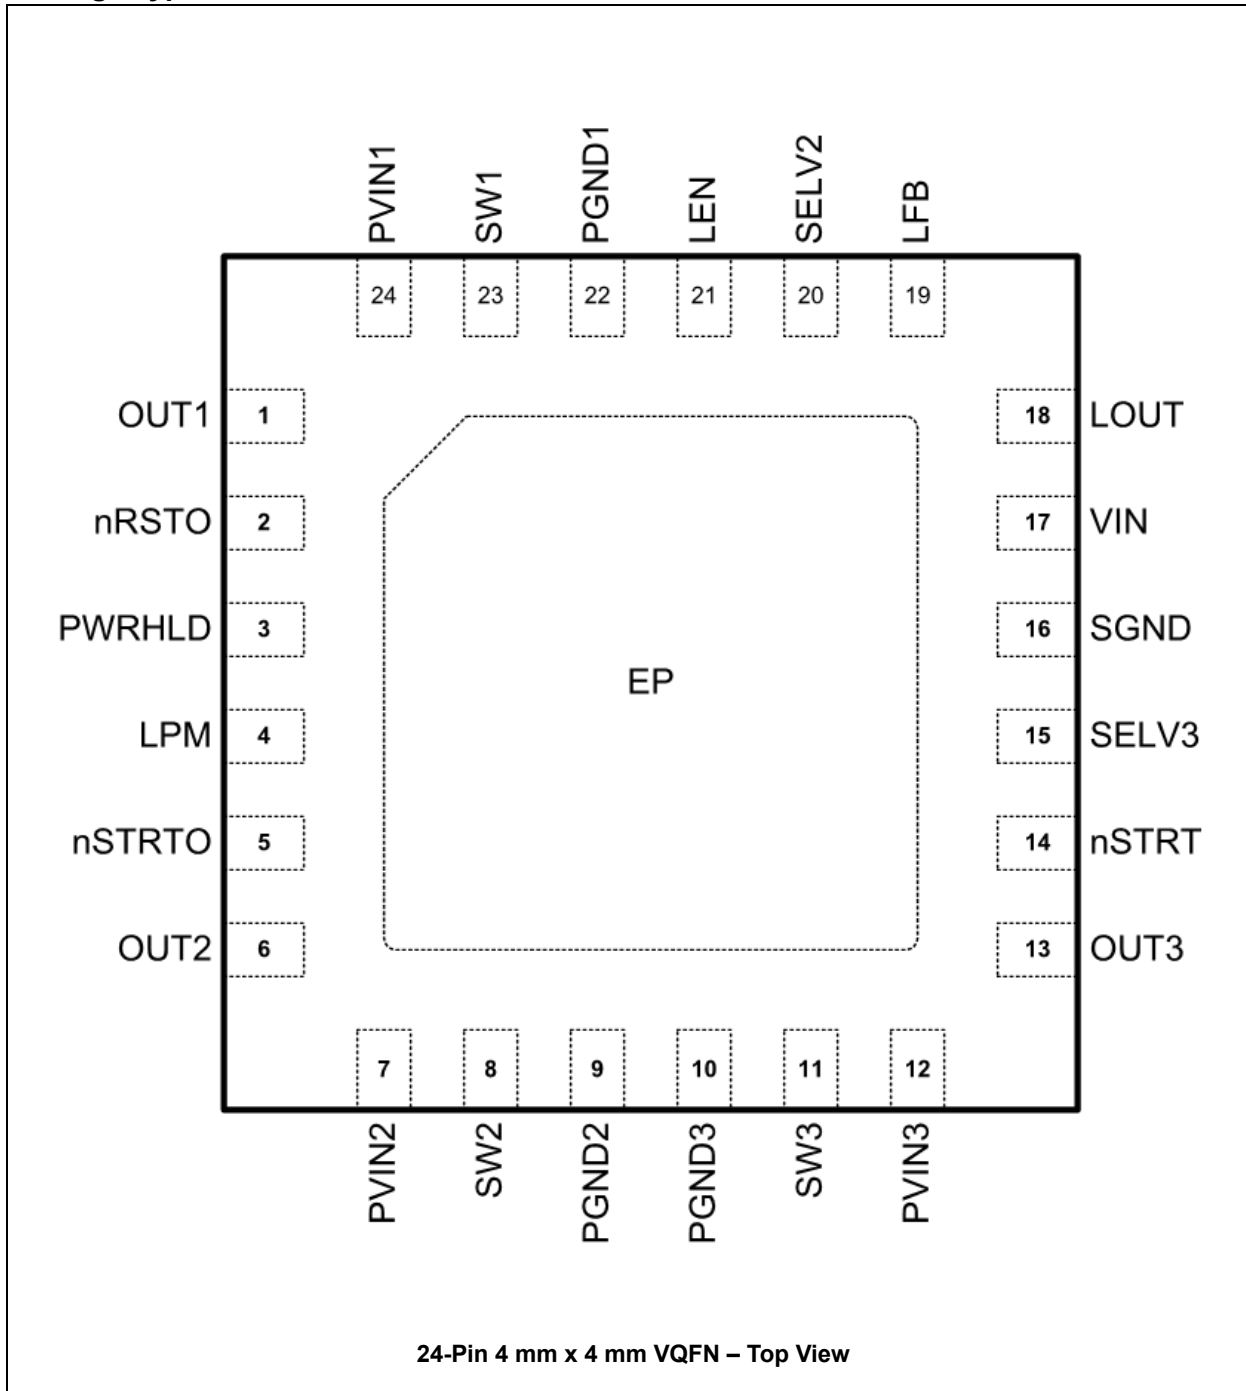 PVIN1
SW1
PGND1
LEN
SELV2
LFB
24 23 22 21 20 19
OUT1 1 18 LOUT
nRSTO 2 17 VIN
PWRHLD 3 16 SGND
EP
LPM 4 15 SELV3
nSTRTO 5 14 nSTRT
OUT2 6 13 OUT3
7 8 9 10 11 12
PVIN2
SW2
PGND2
PGND3
SW3
PVIN3
24-Pin 4 mm x 4 mm VQFN – Top View